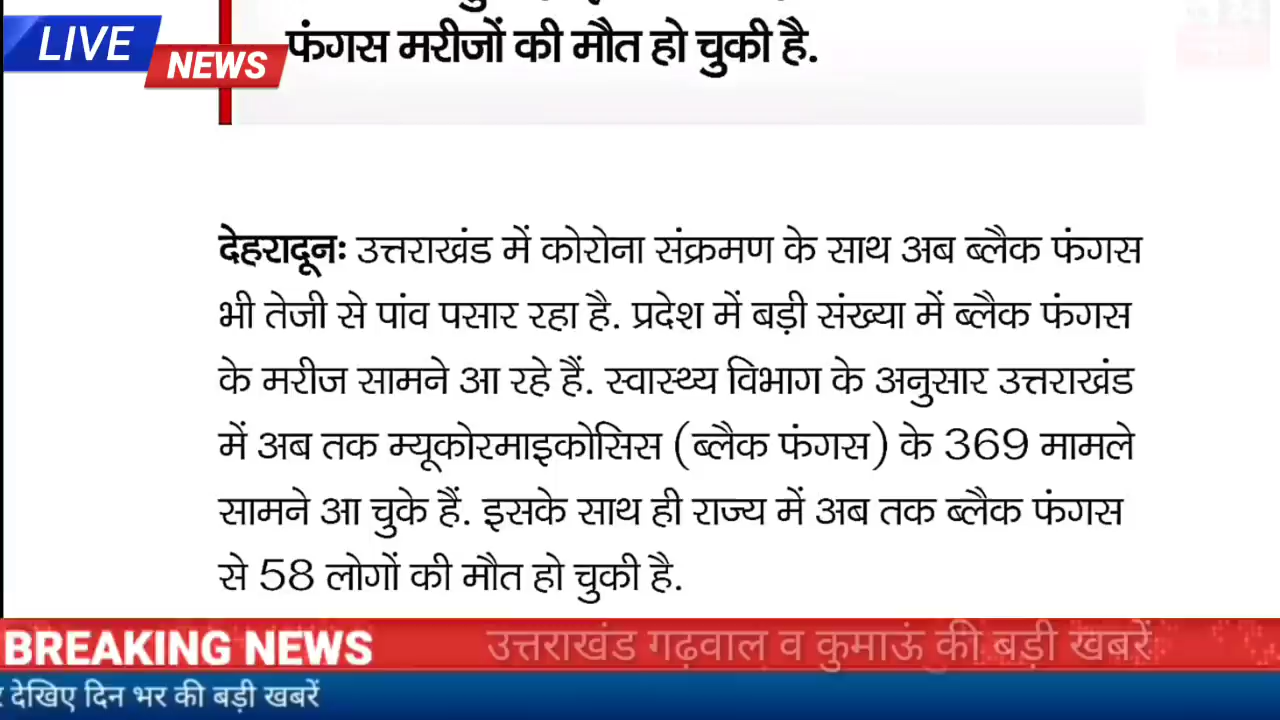 फंगस मरीजों की मौत हो चुकी है.
LIVE
NEWS
देहरादूनः उत्तराखंड में कोरोना संक्रमण के साथ अब ब्लैक फंगस
भी तेजी से पांव पसार रहा है. प्रदेश में बड़ी संख्या में ब्लैक फंगस
के मरीज सामने आ रहे हैं. स्वास्थ्य विभाग के अनुसार उत्तराखंड
में अब तक म्यूकोरमाइकोसिस (ब्लैक फंगस) के 369 मामले
सामने आ चुके हैं. इसके साथ ही राज्य में अब तक ब्लैक फंगस
से 58 लोगों की मौत हो चुकी है.
BREAKING NEWS
उत्तराखंड गढ़वाल व कुमाऊं की बड़ी खबरें
देखिए दिन भर की बड़ी खबरें